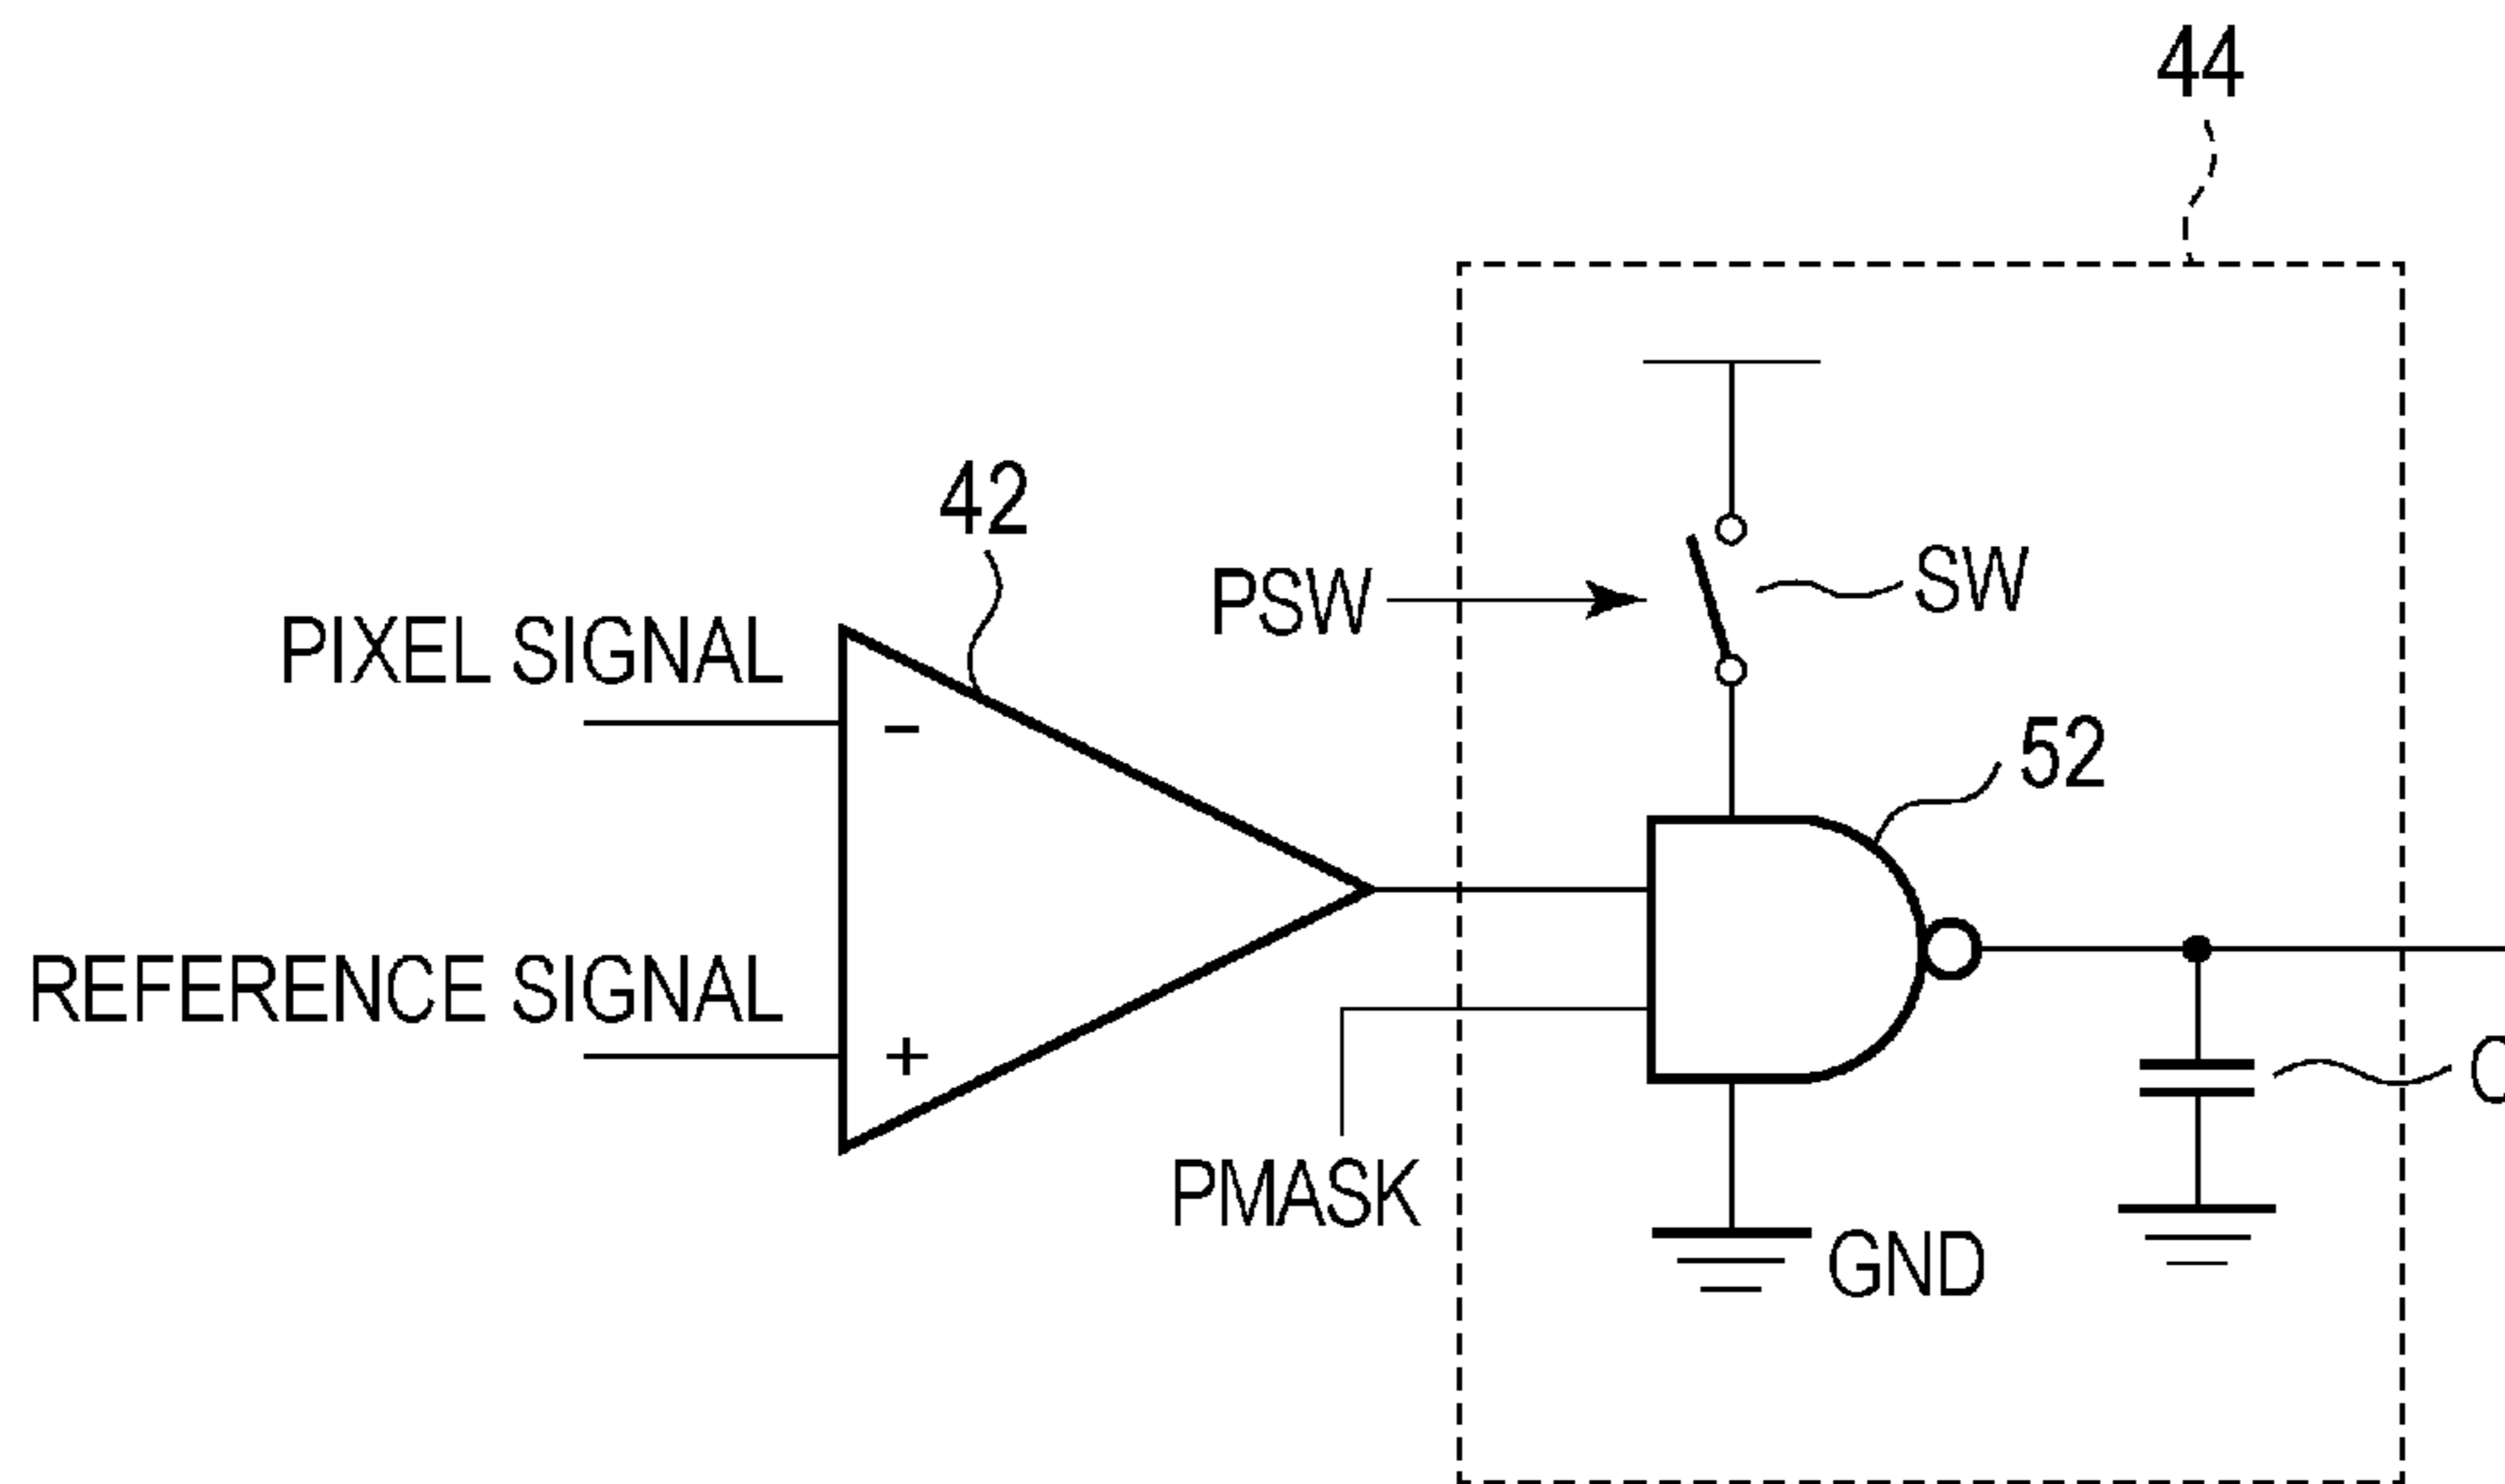 44
42
PSW
SW
PIXEL SIGNAL
-
52
REFERENCE SIGNAL
+
PMASK
GND